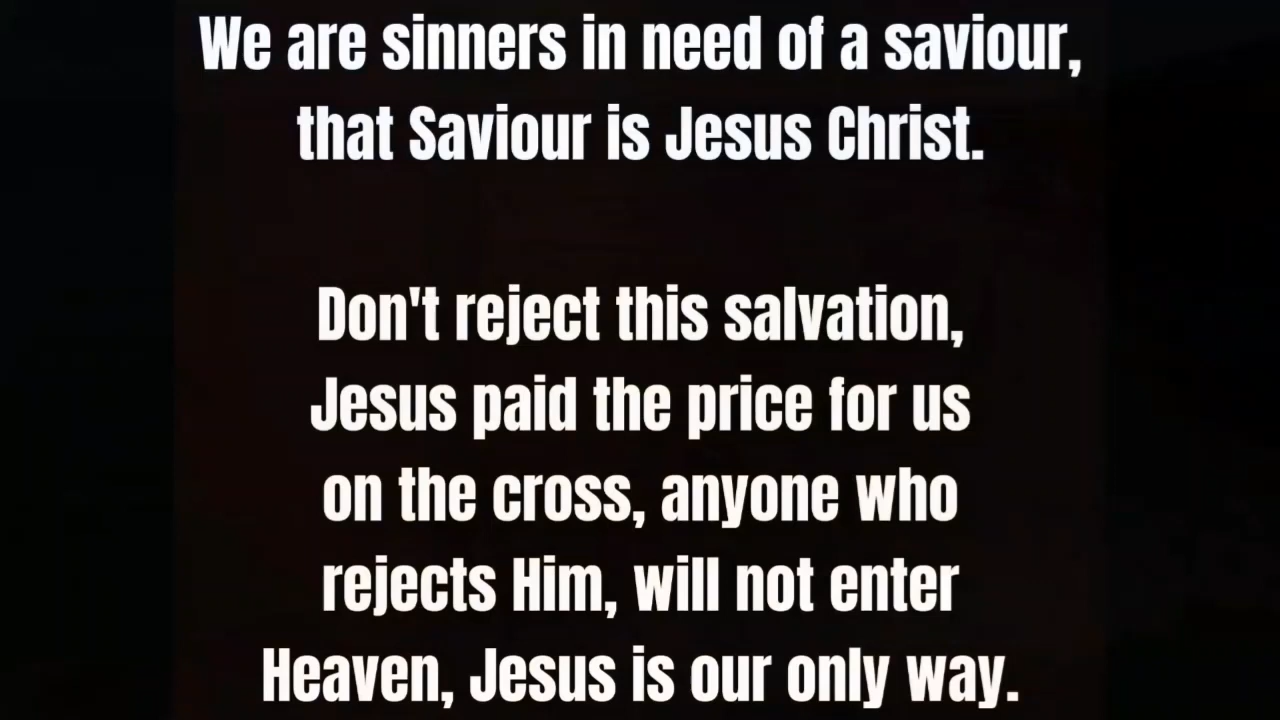 We are sinners in need of a saviour,
that Saviour is Jesus Christ.
Don't reject this salvation,
Jesus paid the price for us
on the cross, anyone who
rejects Him, will not enter
Heaven, Jesus is our only way.